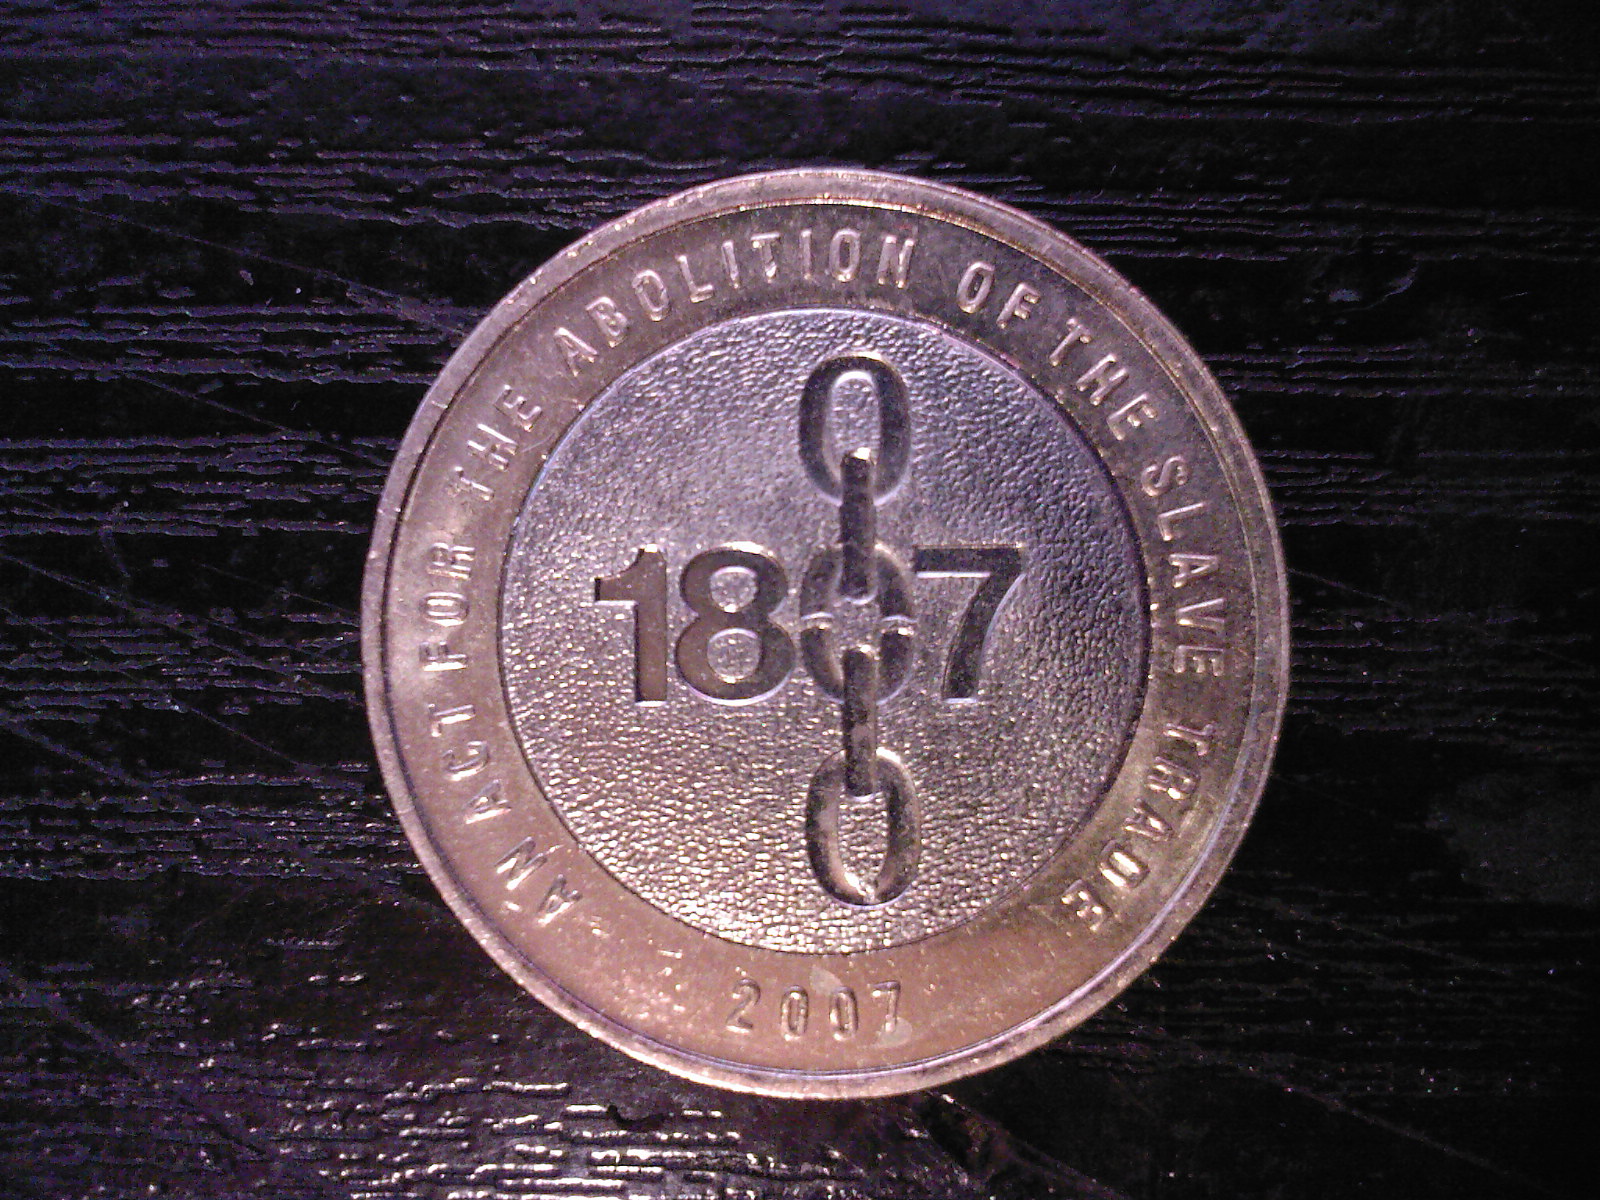 AN ACT FOR THE ABOLITION OF THE SLAVE TRADE
1807
2007